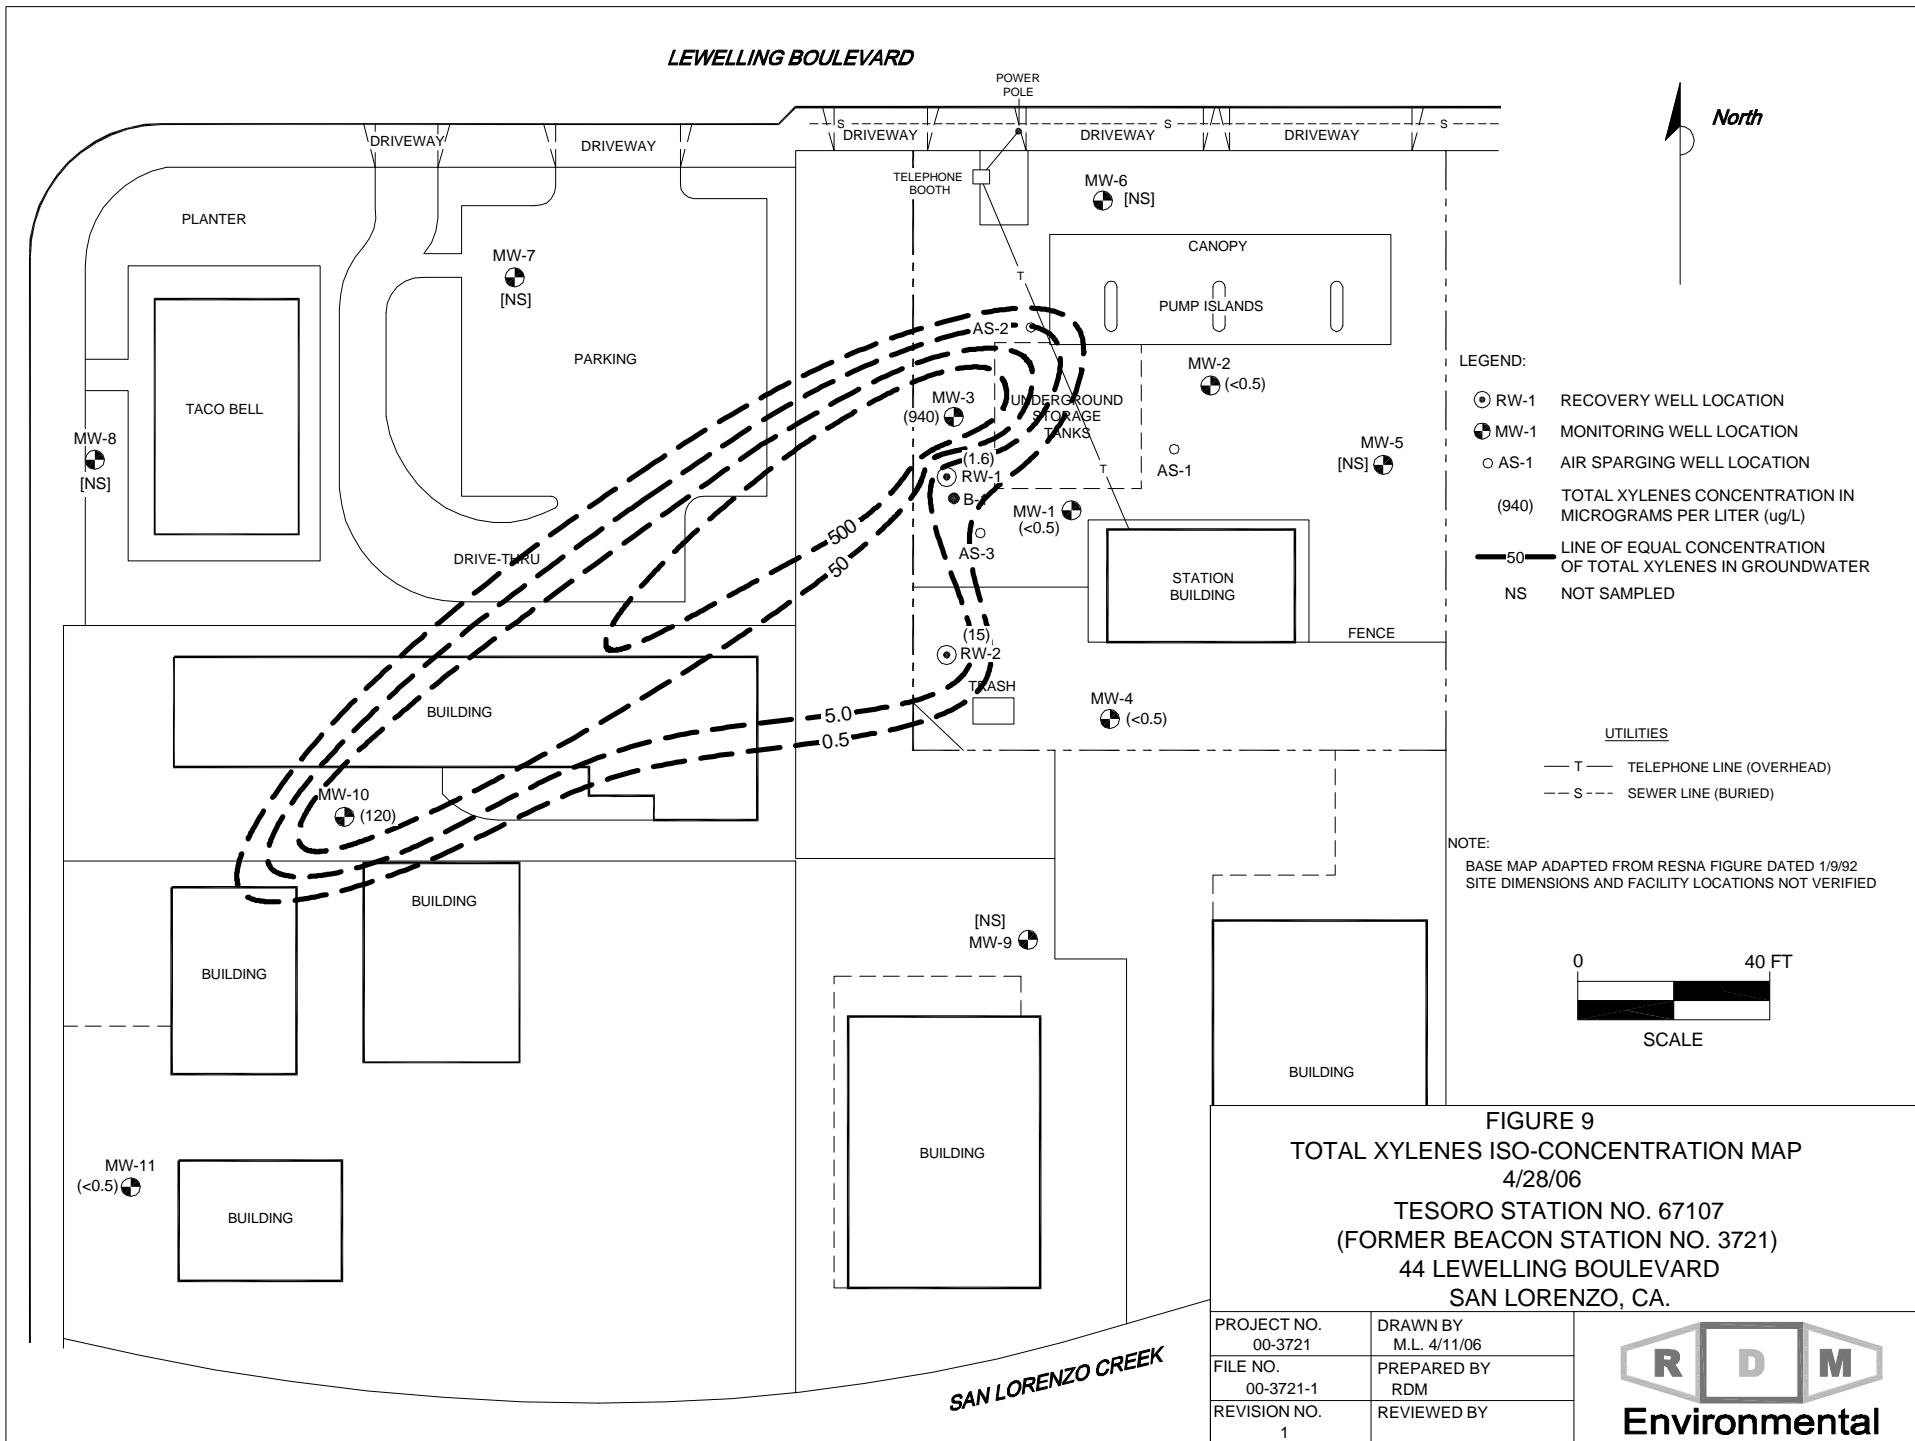 LEWELLING BOULEVARD
POWER
POLE
North
S
DRIVEWAY
DRIVEWAY
DRIVEWAY
DRIVEWAY
S
DRIVEWAY
S
TELEPHONE
BOOTH
MW-6
[NS]
PLANTER
CANOPY
MW-7
[NS]
T
PUMP ISLANDS
AS-2
PARKING
MW-2
(<0.5)
LEGEND:
RW-1 RECOVERY WELL LOCATION
MW-1 MONITORING WELL LOCATION
AS-1 AIR SPARGING WELL LOCATION
(940) TOTAL XYLENES CONCENTRATION IN
MICROGRAMS PER LITER (ug/L)
50 LINE OF EQUAL CONCENTRATION
OF TOTAL XYLENES IN GROUNDWATER
NS NOT SAMPLED
TACO BELL
MW-3
(940)
UNDERGROUND
STORAGE
TANKS
MW-8
[NS]
MW-5
[NS]
(1.6)
RW-1
T
AS-1
B-1
MW-1
(<0.5)
500
50
AS-3
DRIVE-THRU
STATION
BUILDING
FENCE
(15)
RW-2
TRASH
MW-4
(<0.5)
BUILDING
5.0
0.5
UTILITIES
T TELEPHONE LINE (OVERHEAD)
S SEWER LINE (BURIED)
MW-10
(120)
NOTE:
BASE MAP ADAPTED FROM RESNA FIGURE DATED 1/9/92
SITE DIMENSIONS AND FACILITY LOCATIONS NOT VERIFIED
BUILDING
[NS]
MW-9
BUILDING
0 40 FT
SCALE
BUILDING
BUILDING
MW-11
(<0.5)
BUILDING
SAN LORENZO CREEK
FIGURE 9
TOTAL XYLENES ISO-CONCENTRATION MAP
4/28/06
TESORO STATION NO. 67107
(FORMER BEACON STATION NO. 3721)
44 LEWELLING BOULEVARD
SAN LORENZO, CA.
PROJECT NO.
00-3721
DRAWN BY
M.L. 4/11/06
FILE NO.
00-3721-1
PREPARED BY
RDM
REVISION NO.
1
REVIEWED BY
R D M
Environmental